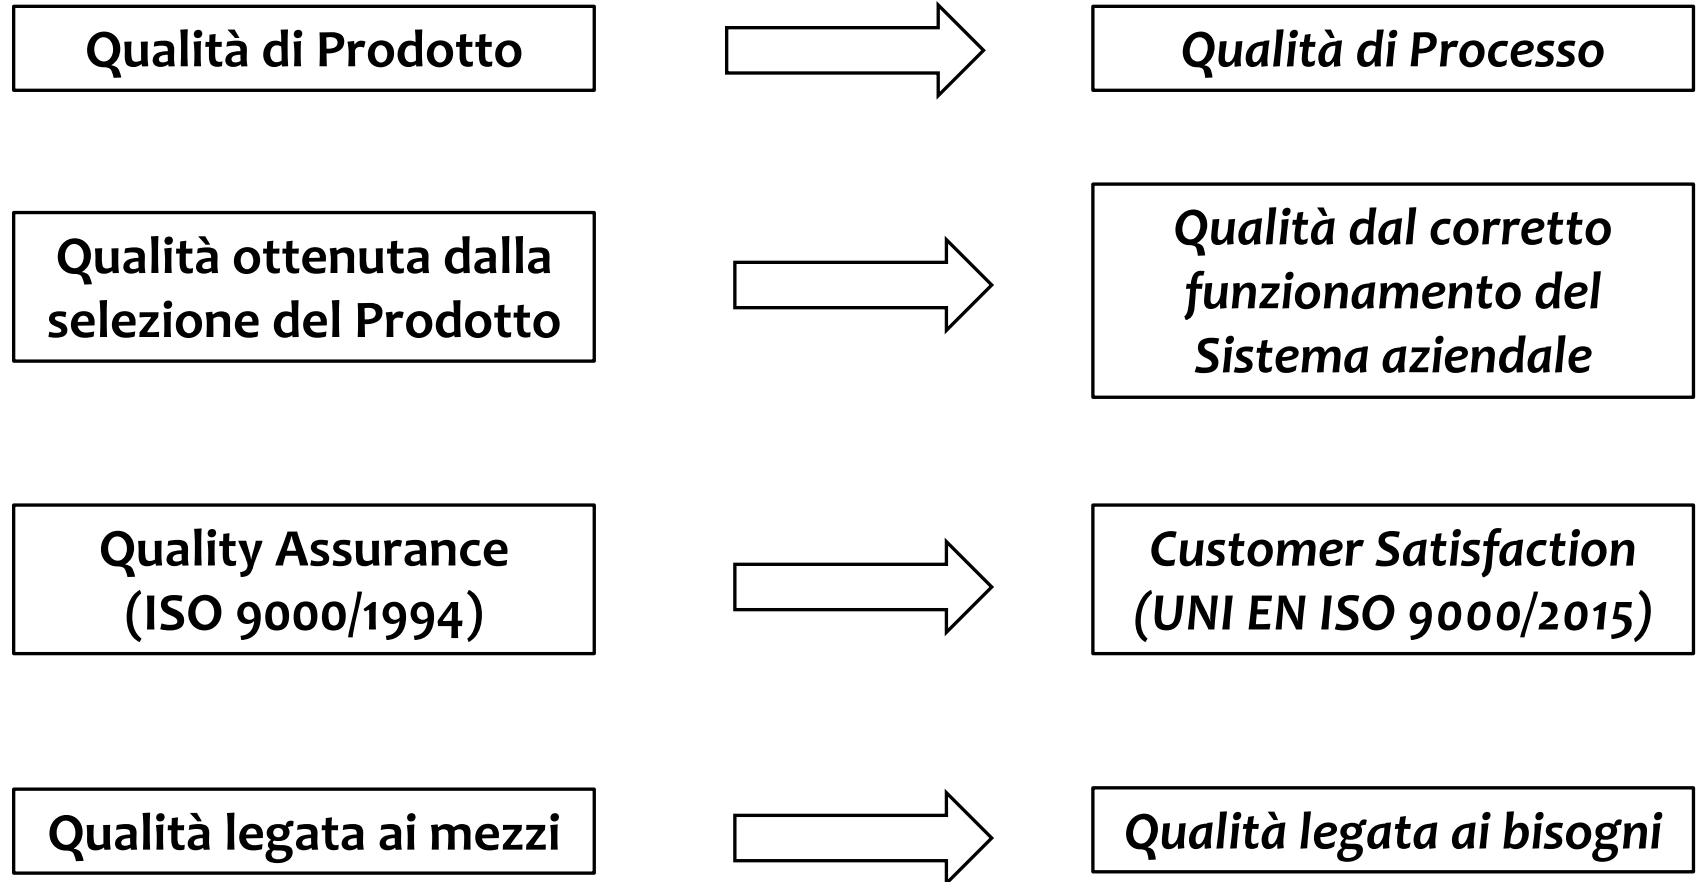 Qualità di Prodotto
Qualità di Processo
Qualità ottenuta dalla
selezione del Prodotto
Qualità dal corretto
funzionamento del
Sistema aziendale
Quality Assurance
(ISO 9000/1994)
Customer Satisfaction
(UNI EN ISO 9000/2015)
Qualità legata ai mezzi
Qualità legata ai bisogni